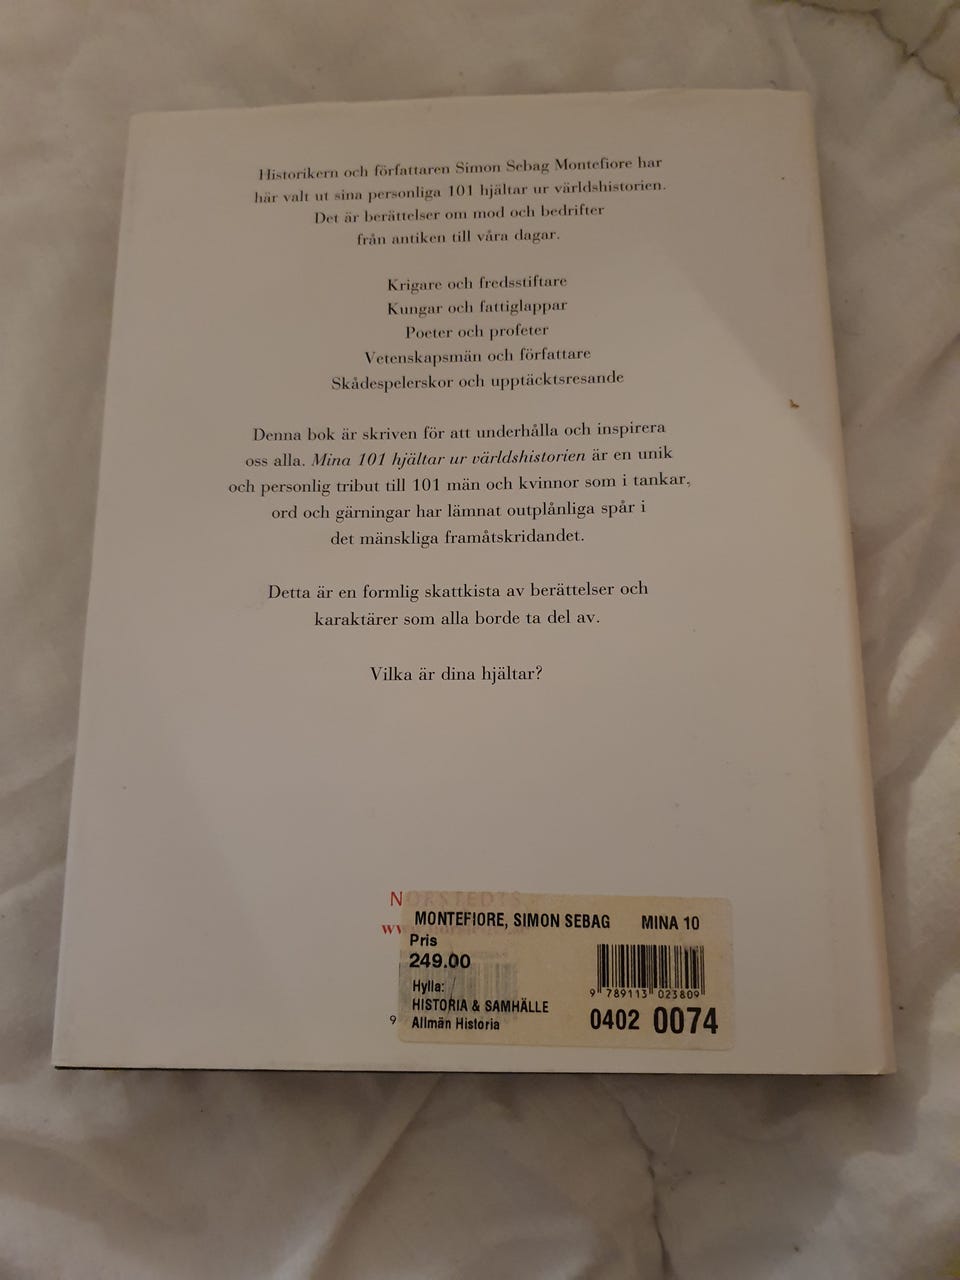 Historikern och författaren Simon Sebag Montefiore har
här valt ut sina personliga 101 hjältar ur världshistorien.
Det är berättelser om mod och bedrifter
från antiken till våra dagar.
Krigare och fredsstiftare
Kungar och fattiglappar
Poeter och profeter
Vetenskapsmän och författare
Skådespelerskor och upptäcktsresande
Denna bok är skriven för att underhålla och inspirera
oss alla. Mina 101 hjältar ur världshistorien är en unik
och personlig tribut till 101 män och kvinnor som i tankar,
ord och gärningar har lämnat outplånliga spår i
det mänskliga framåtskridandet.
Detta är en formlig skattkista av berättelser och
karaktärer som alla borde ta del av.
Vilka är dina hjältar?
NORSTEDTS
MONTEFIORE, SIMON SEBAG MINA 10
Pris
249.00
Hylla:
HISTORIA & SAMHÄLLE
Allmän Historia
9 789113 023809
0402 0074
9